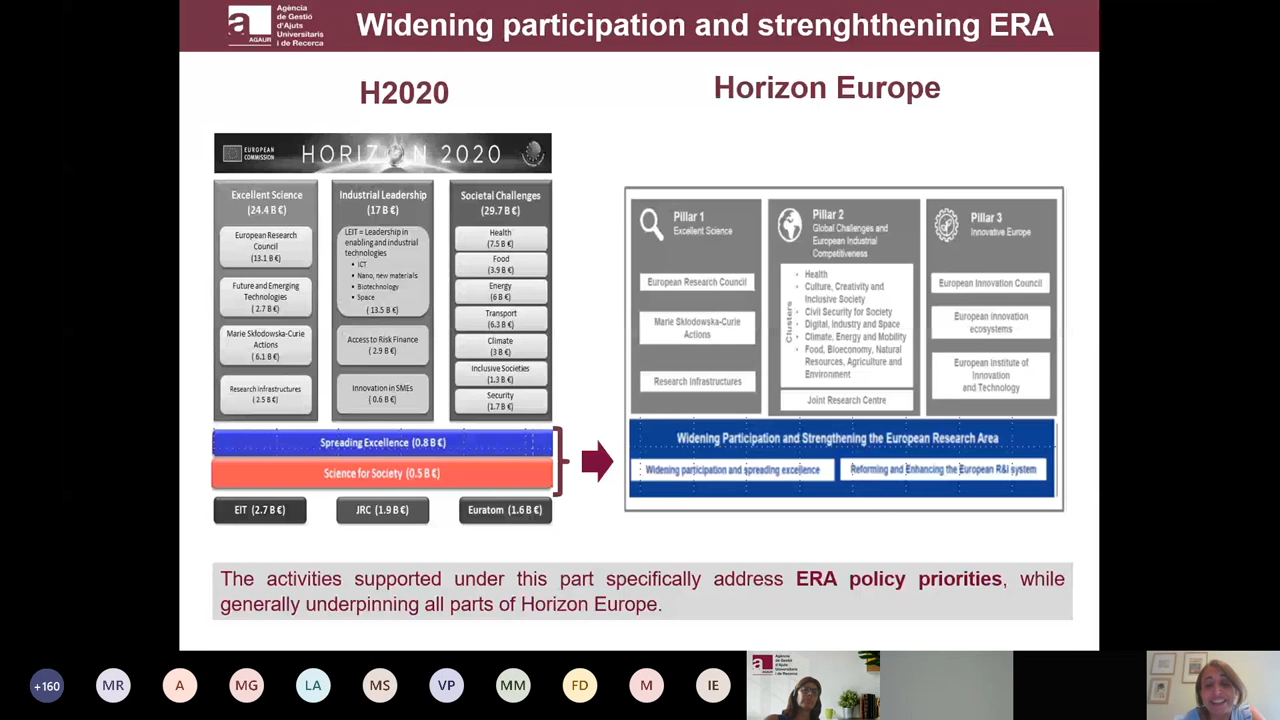 Agència
de Gestió
d'Ajuts
Universitaris
i de Recerca
AGAUR
Widening participation and strenghthening ERA
H2020
Horizon Europe
EUROPEAN
COMMISSION
HORIZON 2020
Excellent Science
(24.4 B €)
European Research
Council
(13.1 B €)
Future and Emerging
Technologies
( 2.7 B €)
Marie Skłodowska-Curie
Actions
( 6.1 B €)
Research Infrastructures
( 2.5 B €)
Industrial Leadership
(17 B €)
LEIT = Leadership in
enabling and industrial
technologies
• ICT
• Nano, new materials
• Biotechnology
• Space
( 13.5 B €)
Access to Risk Finance
( 2.9 B €)
Innovation in SMEs
( 0.6 B €)
Societal Challenges
(29.7 B €)
Health
(7.5 B €)
Food
(3.9 B €)
Energy
(6 B €)
Transport
(6.3 B €)
Climate
(3 B €)
Inclusive Societies
(1.3 B €)
Security
(1.7 B €)
Spreading Excellence (0.8 B €)
Science for Society (0.5 B €)
EIT (2.7 B €)
JRC (1.9 B €)
Euratom (1.6 B €)
Pillar 1
Excellent Science
European Research Council
Marie Skłodowska-Curie
Actions
Research Infrastructures
Pillar 2
Global Challenges and
European Industrial
Competitiveness
Clusters
• Health
• Culture, Creativity and
Inclusive Society
• Civil Security for Society
• Digital, Industry and Space
• Climate, Energy and Mobility
• Food, Bioeconomy, Natural
Resources, Agriculture and
Environment
Joint Research Centre
Pillar 3
Innovative Europe
European Innovation Council
European innovation
ecosystems
European Institute of
Innovation
and Technology
Widening Participation and Strengthening the European Research Area
Widening participation and spreading excellence
Reforming and Enhancing the European R&I system
The activities supported under this part specifically address ERA policy priorities, while
generally underpinning all parts of Horizon Europe.
+160
MR
A
MG
LA
MS
VP
MM
FD
M
IE
Agència
de Gestió
d'Ajuts
Universitaris
i de Recerca